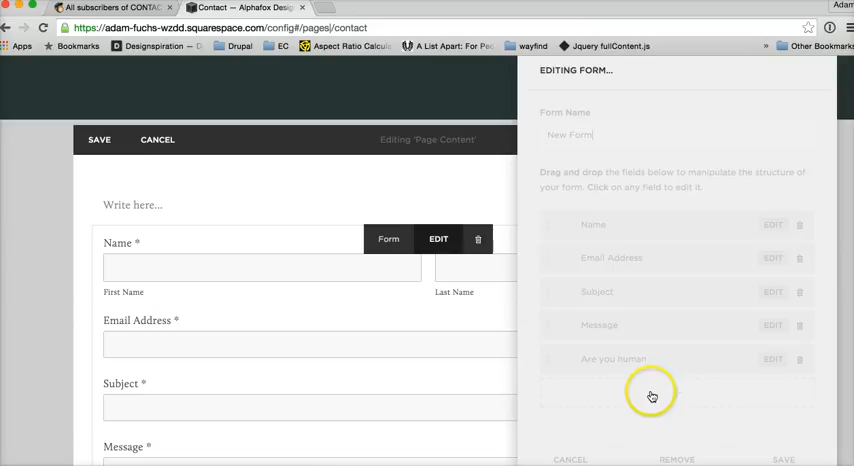 All subscribers of CONTAC ×
Contact — Alphafox Desig ×
Adam
https://adam-fuchs-wzdd.squarespace.com/config#/pages|/contact
Apps Bookmarks Designspiration — D Drupal EC Aspect Ratio Calcula A List Apart: For Peo wayfind Jquery fullContent.js » Other Bookmarks
EDITING FORM...
Form Name
New Form
SAVE CANCEL Editing 'Page Content'
Drag and drop the fields below to manipulate the structure of
your form. Click on any field to edit it.
Write here...
Form EDIT
Name *
First Name
Last Name
Email Address *
Subject *
Message *
Name EDIT
Email Address EDIT
Subject EDIT
Message EDIT
Are you human EDIT
CANCEL REMOVE SAVE